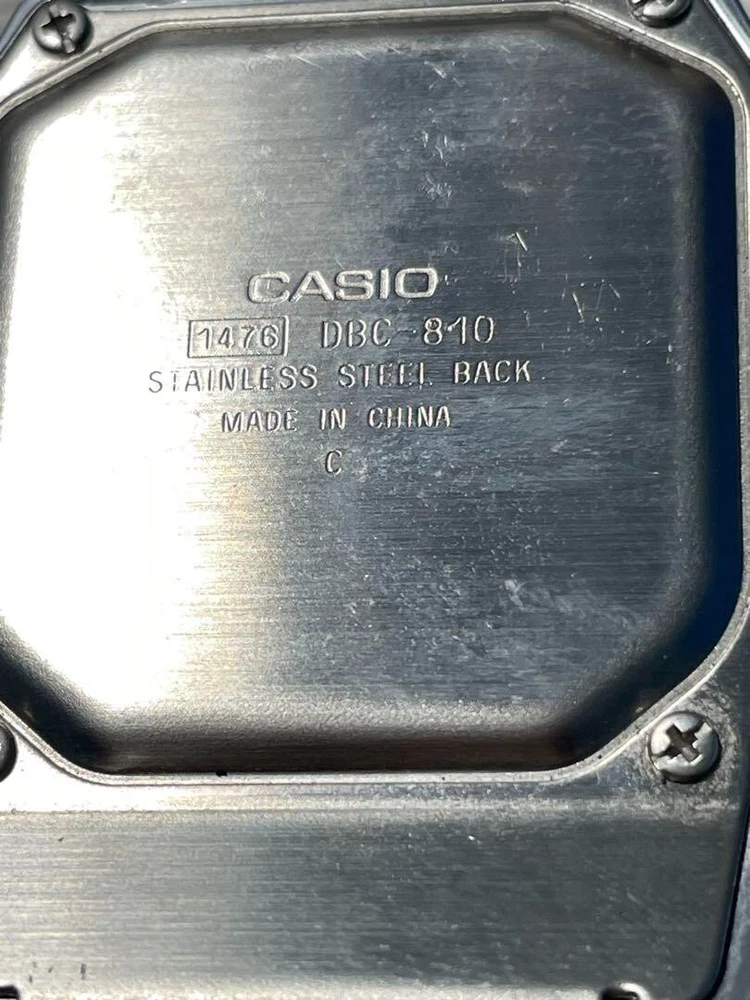 CASIO
1476 DBC-810
STAINLESS STEEL BACK
MADE IN CHINA
C